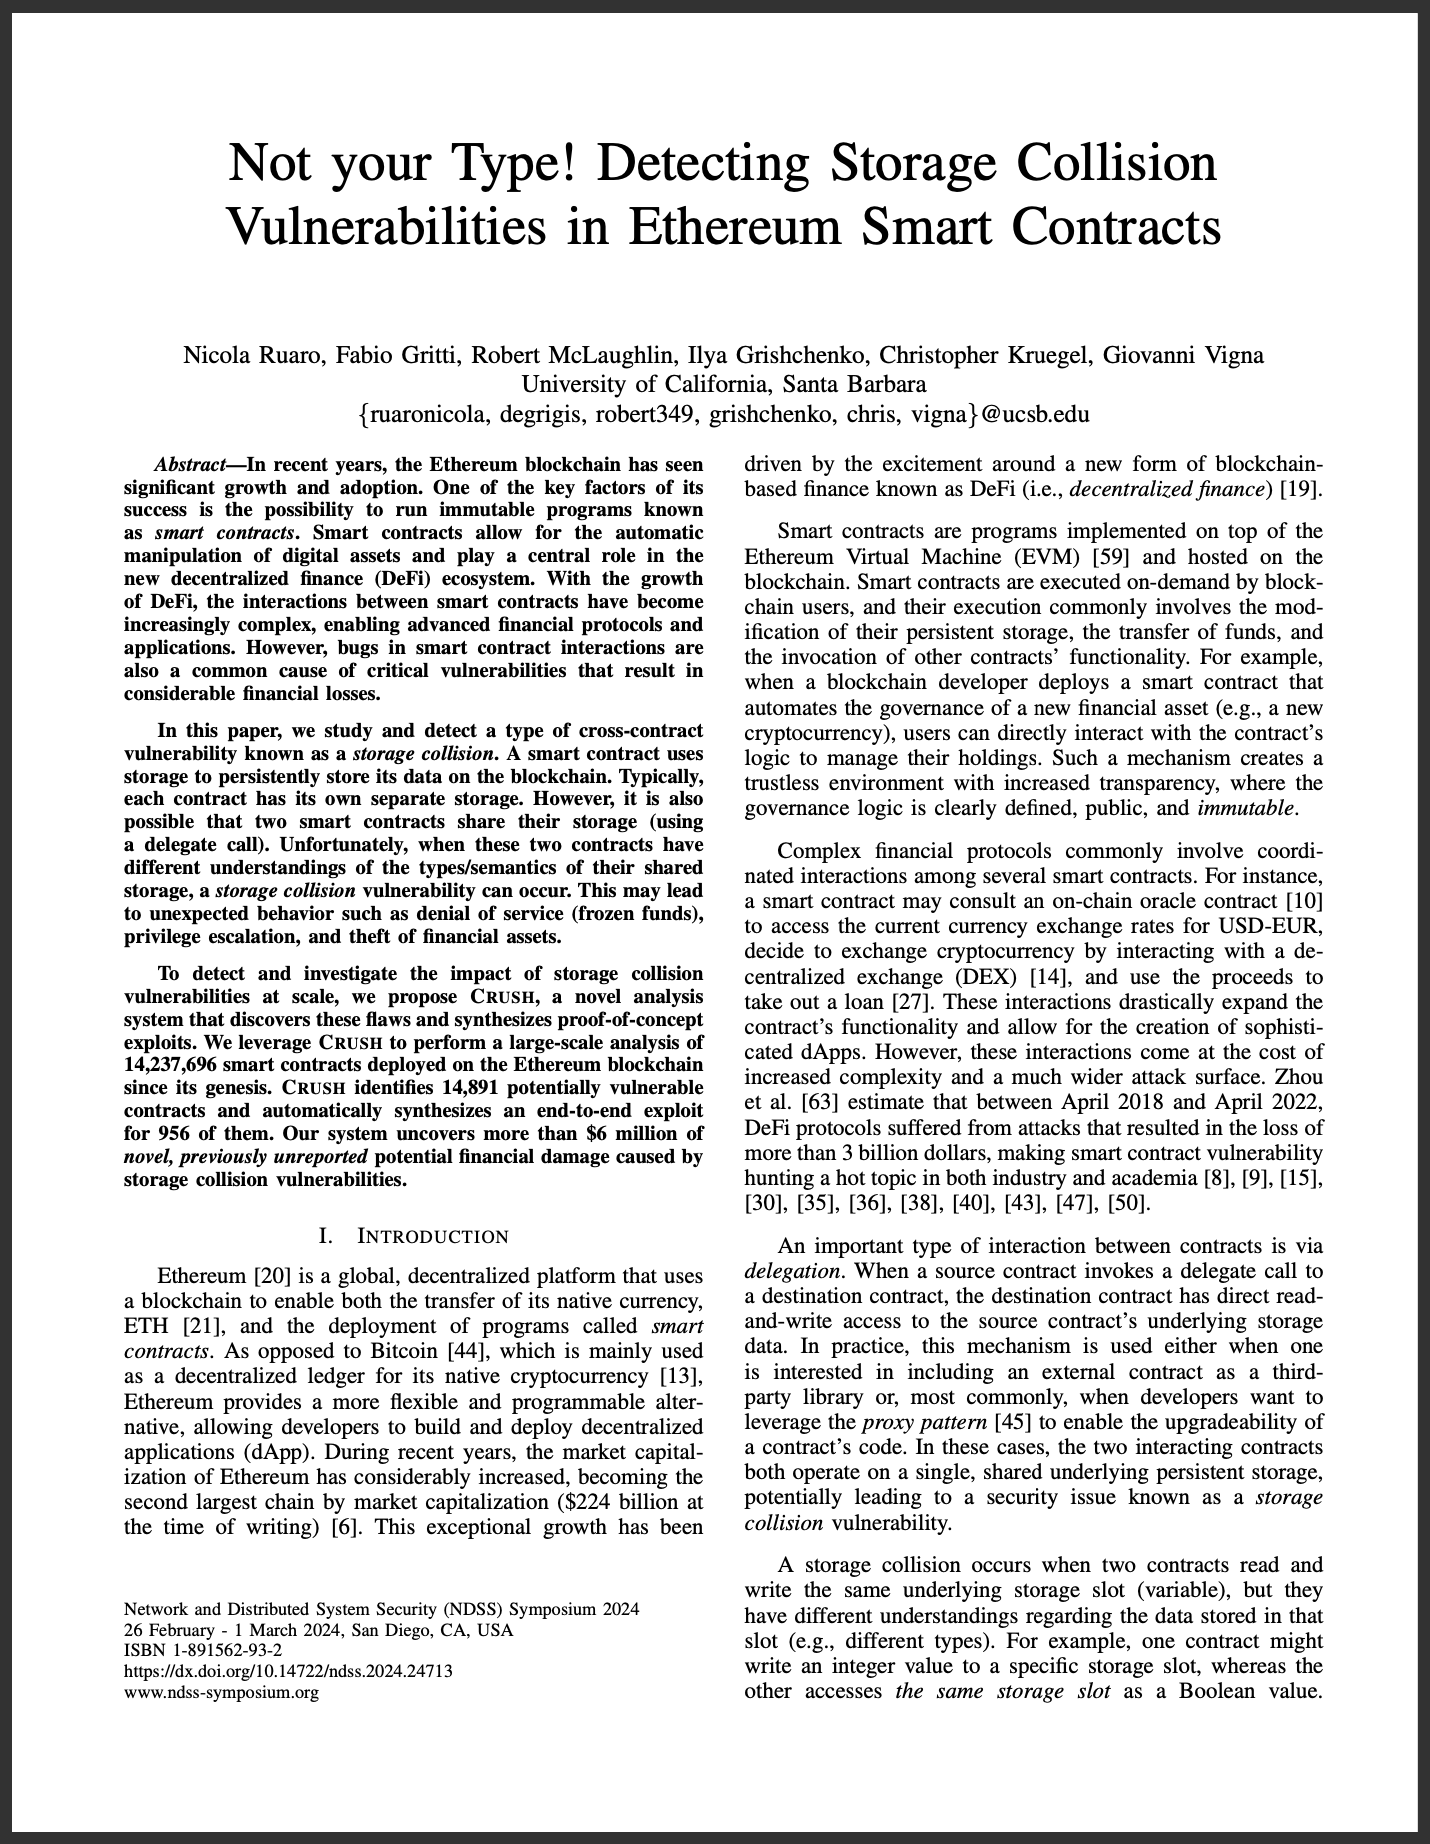 Not your Type! Detecting Storage Collision
Vulnerabilities in Ethereum Smart Contracts
Nicola Ruaro, Fabio Gritti, Robert McLaughlin, Ilya Grishchenko, Christopher Kruegel, Giovanni Vigna
University of California, Santa Barbara
{ruaronicola, degrigis, robert349, grishchenko, chris, vigna}@ucsb.edu
Abstract—In recent years, the Ethereum blockchain has seen
significant growth and adoption. One of the key factors of its
success is the possibility to run immutable programs known
as smart contracts. Smart contracts allow for the automatic
manipulation of digital assets and play a central role in the
new decentralized finance (DeFi) ecosystem. With the growth
of DeFi, the interactions between smart contracts have become
increasingly complex, enabling advanced financial protocols and
applications. However, bugs in smart contract interactions are
also a common cause of critical vulnerabilities that result in
considerable financial losses.
In this paper, we study and detect a type of cross-contract
vulnerability known as a storage collision. A smart contract uses
storage to persistently store its data on the blockchain. Typically,
each contract has its own separate storage. However, it is also
possible that two smart contracts share their storage (using
a delegate call). Unfortunately, when these two contracts have
different understandings of the types/semantics of their shared
storage, a storage collision vulnerability can occur. This may lead
to unexpected behavior such as denial of service (frozen funds),
privilege escalation, and theft of financial assets.
To detect and investigate the impact of storage collision
vulnerabilities at scale, we propose CRUSH, a novel analysis
system that discovers these flaws and synthesizes proof-of-concept
exploits. We leverage CRUSH to perform a large-scale analysis of
14,237,696 smart contracts deployed on the Ethereum blockchain
since its genesis. CRUSH identifies 14,891 potentially vulnerable
contracts and automatically synthesizes an end-to-end exploit
for 956 of them. Our system uncovers more than $6 million of
novel, previously unreported potential financial damage caused by
storage collision vulnerabilities.
I. INTRODUCTION
Ethereum [20] is a global, decentralized platform that uses
a blockchain to enable both the transfer of its native currency,
ETH [21], and the deployment of programs called smart
contracts. As opposed to Bitcoin [44], which is mainly used
as a decentralized ledger for its native cryptocurrency [13],
Ethereum provides a more flexible and programmable alter-
native, allowing developers to build and deploy decentralized
applications (dApp). During recent years, the market capital-
ization of Ethereum has considerably increased, becoming the
second largest chain by market capitalization ($224 billion at
the time of writing) [6]. This exceptional growth has been
Network and Distributed System Security (NDSS) Symposium 2024
26 February - 1 March 2024, San Diego, CA, USA
ISBN 1-891562-93-2
https://dx.doi.org/10.14722/ndss.2024.24713
www.ndss-symposium.org
driven by the excitement around a new form of blockchain-
based finance known as DeFi (i.e., decentralized finance) [19].
Smart contracts are programs implemented on top of the
Ethereum Virtual Machine (EVM) [59] and hosted on the
blockchain. Smart contracts are executed on-demand by block-
chain users, and their execution commonly involves the mod-
ification of their persistent storage, the transfer of funds, and
the invocation of other contracts' functionality. For example,
when a blockchain developer deploys a smart contract that
automates the governance of a new financial asset (e.g., a new
cryptocurrency), users can directly interact with the contract's
logic to manage their holdings. Such a mechanism creates a
trustless environment with increased transparency, where the
governance logic is clearly defined, public, and immutable.
Complex financial protocols commonly involve coordi-
nated interactions among several smart contracts. For instance,
a smart contract may consult an on-chain oracle contract [10]
to access the current currency exchange rates for USD-EUR,
decide to exchange cryptocurrency by interacting with a de-
centralized exchange (DEX) [14], and use the proceeds to
take out a loan [27]. These interactions drastically expand the
contract's functionality and allow for the creation of sophisti-
cated dApps. However, these interactions come at the cost of
increased complexity and a much wider attack surface. Zhou
et al. [63] estimate that between April 2018 and April 2022,
DeFi protocols suffered from attacks that resulted in the loss of
more than 3 billion dollars, making smart contract vulnerability
hunting a hot topic in both industry and academia [8], [9], [15],
[30], [35], [36], [38], [40], [43], [47], [50].
An important type of interaction between contracts is via
delegation. When a source contract invokes a delegate call to
a destination contract, the destination contract has direct read-
and-write access to the source contract's underlying storage
data. In practice, this mechanism is used either when one
is interested in including an external contract as a third-
party library or, most commonly, when developers want to
leverage the proxy pattern [45] to enable the upgradeability of
a contract's code. In these cases, the two interacting contracts
both operate on a single, shared underlying persistent storage,
potentially leading to a security issue known as a storage
collision vulnerability.
A storage collision occurs when two contracts read and
write the same underlying storage slot (variable), but they
have different understandings regarding the data stored in that
slot (e.g., different types). For example, one contract might
write an integer value to a specific storage slot, whereas the
other accesses the same storage slot as a Boolean value.